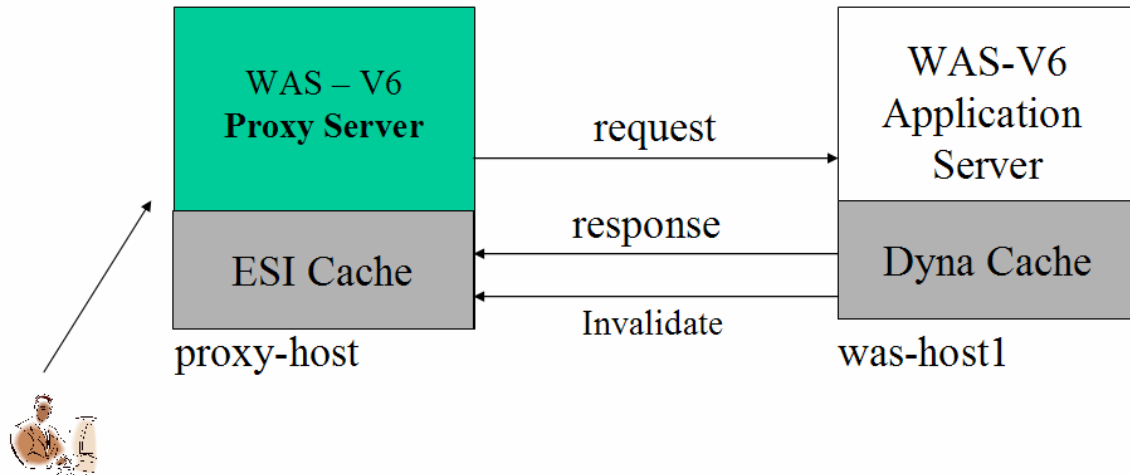 WAS – V6
Proxy Server
ESI Cache
proxy-host
request
response
Invalidate
WAS-V6
Application
Server
Dyna Cache
was-host1